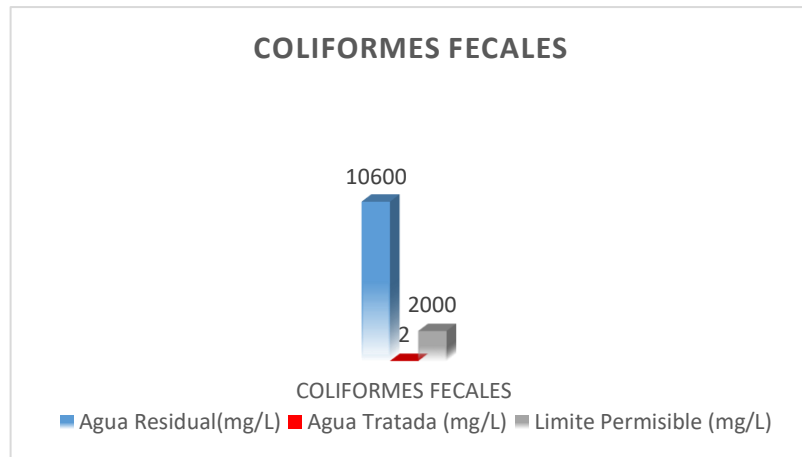 COLIFORMES FECALES
10600
2000
2
COLIFORMES FECALES
Agua Residual(mg/L) Agua Tratada (mg/L) Limite Permisible (mg/L)